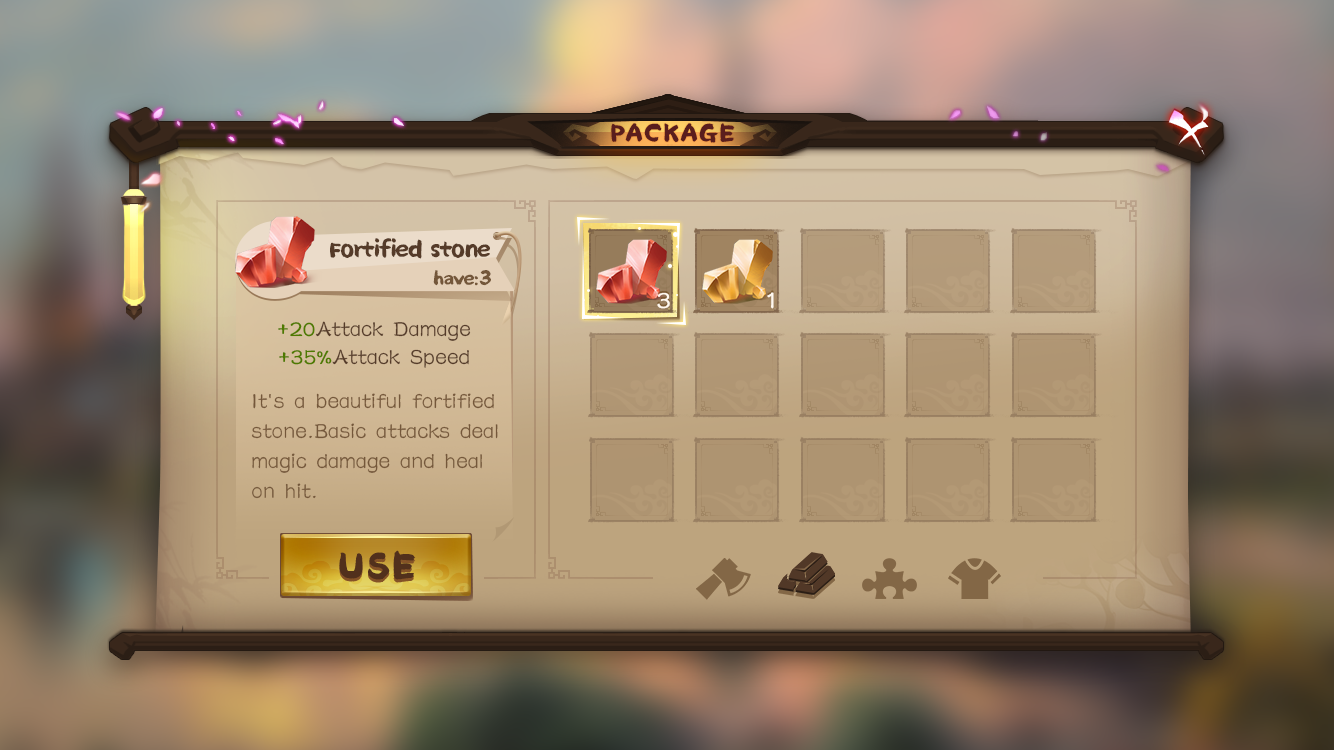 PACKAGE
Fortified stone
have:3
+20Attack Damage
+35%Attack Speed
It's a beautiful fortified
stone.Basic attacks deal
magic damage and heal
on hit.
USE
3
1